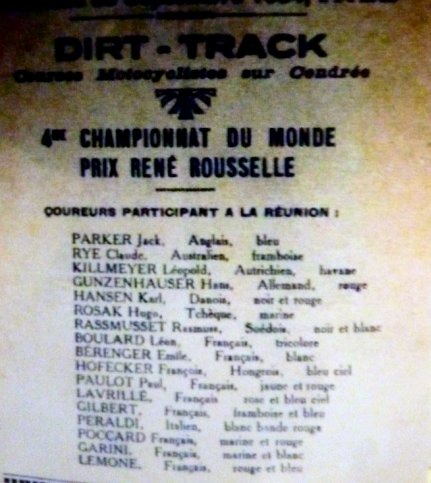 DIRT - TRACK
Courses Motocyclistes sur Cendrée
4me CHAMPIONNAT DU MONDE
PRIX RENÉ ROUSSELLE
COUREURS PARTICIPANT A LA RÉUNION :
PARKER Jack, Anglais, bleu
RYE Claude, Australien, framboise
KILLMEYER Léopold, Autrichien, havane
GUNZENHAUSER Hans, Allemand, rouge
HANSEN Karl, Danois, noir et rouge
ROSAK Hugo, Tchèque, marine
RASSMUSSET Rasmuss, Suédois, noir et blanc
BOULARD Léon, Français, tricolore
BÉRENGER Emile, Français, blanc
HOFECKER François, Hongrois, bleu ciel
PAULOT Paul, Français, jaune et rouge
LAVRILLE, Français rose et bleu ciel
GILBERT, Français, framboise et bleu
PERALDI, Italien, blanc bande rouge
POCCARD Français, marine et rouge
GARINI, Français, marine et blanc
LEMONE, Français, rouge et bleu